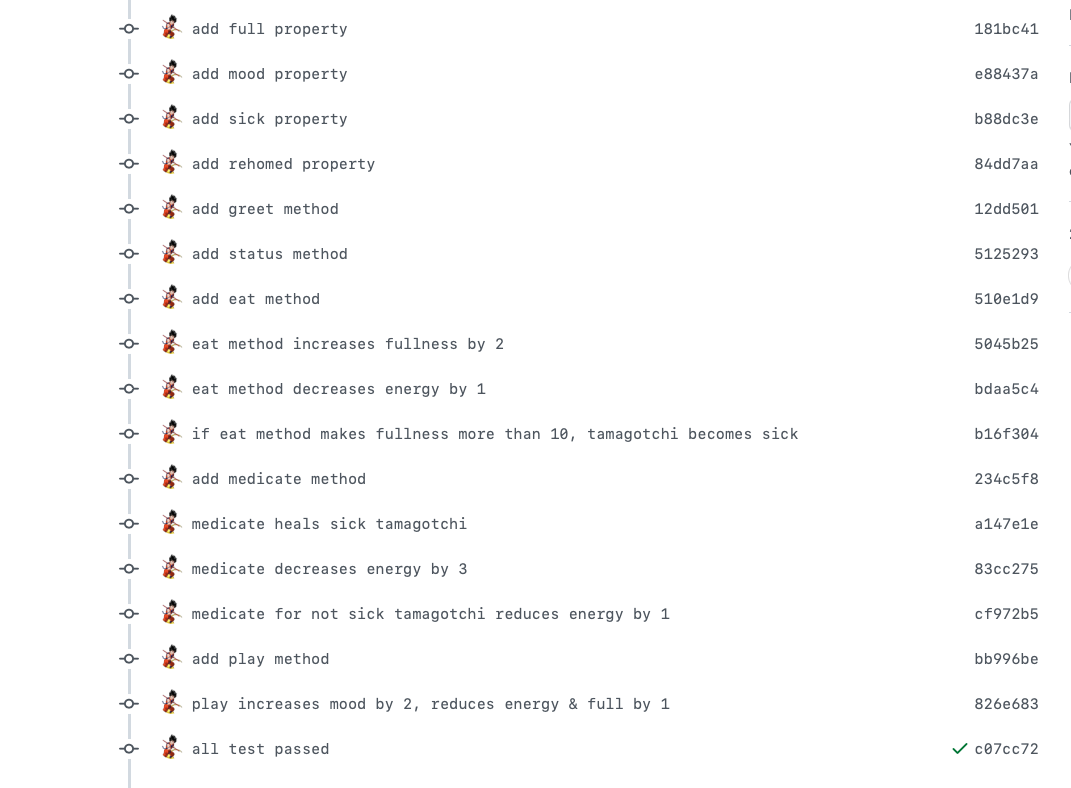 add full property 181bc41
add mood property e88437a
add sick property b88dc3e
add rehomed property 84dd7aa
add greet method 12dd501
add status method 5125293
add eat method 510e1d9
eat method increases fullness by 2 5045b25
eat method decreases energy by 1 bdaa5c4
if eat method makes fullness more than 10, tamagotchi becomes sick b16f304
add medicate method 234c5f8
medicate heals sick tamagotchi a147e1e
medicate decreases energy by 3 83cc275
medicate for not sick tamagotchi reduces energy by 1 cf972b5
add play method bb996be
play increases mood by 2, reduces energy & full by 1 826e683
all test passed c07cc72